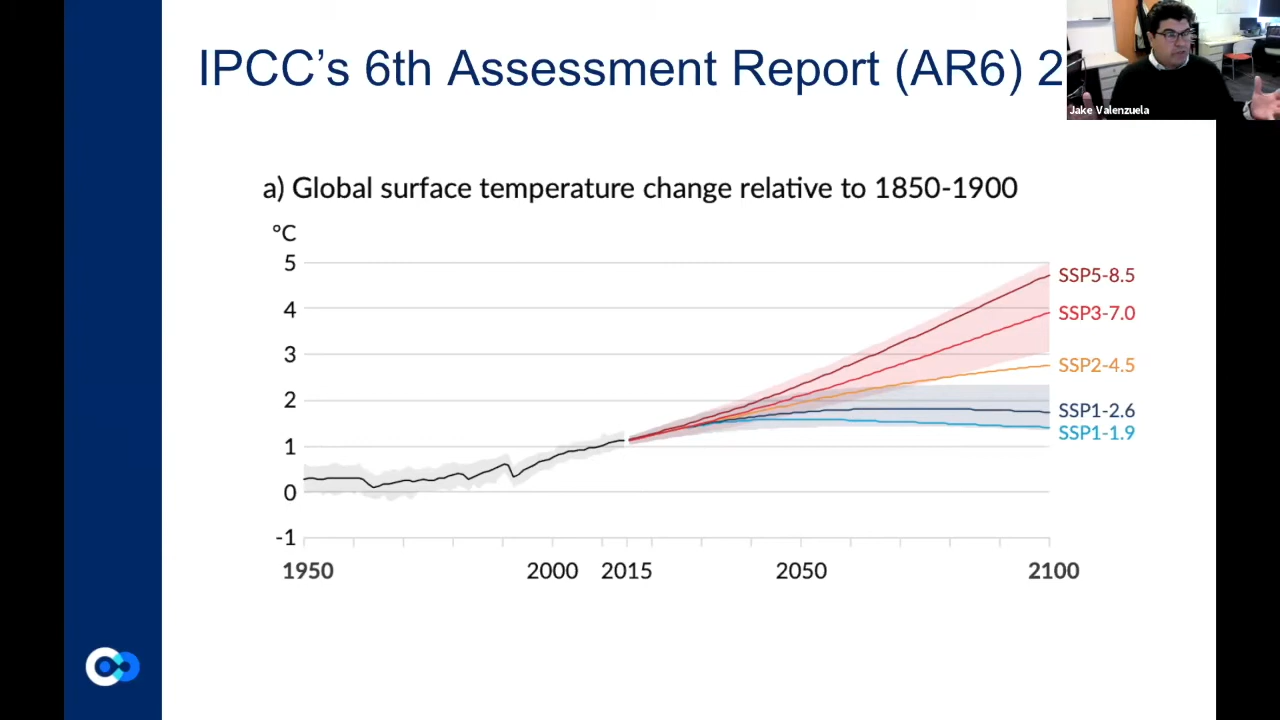 IPCC’s 6th Assessment Report (AR6) 2
Jake Valenzuela
a) Global surface temperature change relative to 1850-1900
°C
5
4
3
2
1
0
-1
SSP5-8.5
SSP3-7.0
SSP2-4.5
SSP1-2.6
SSP1-1.9
1950 2000 2015 2050 2100